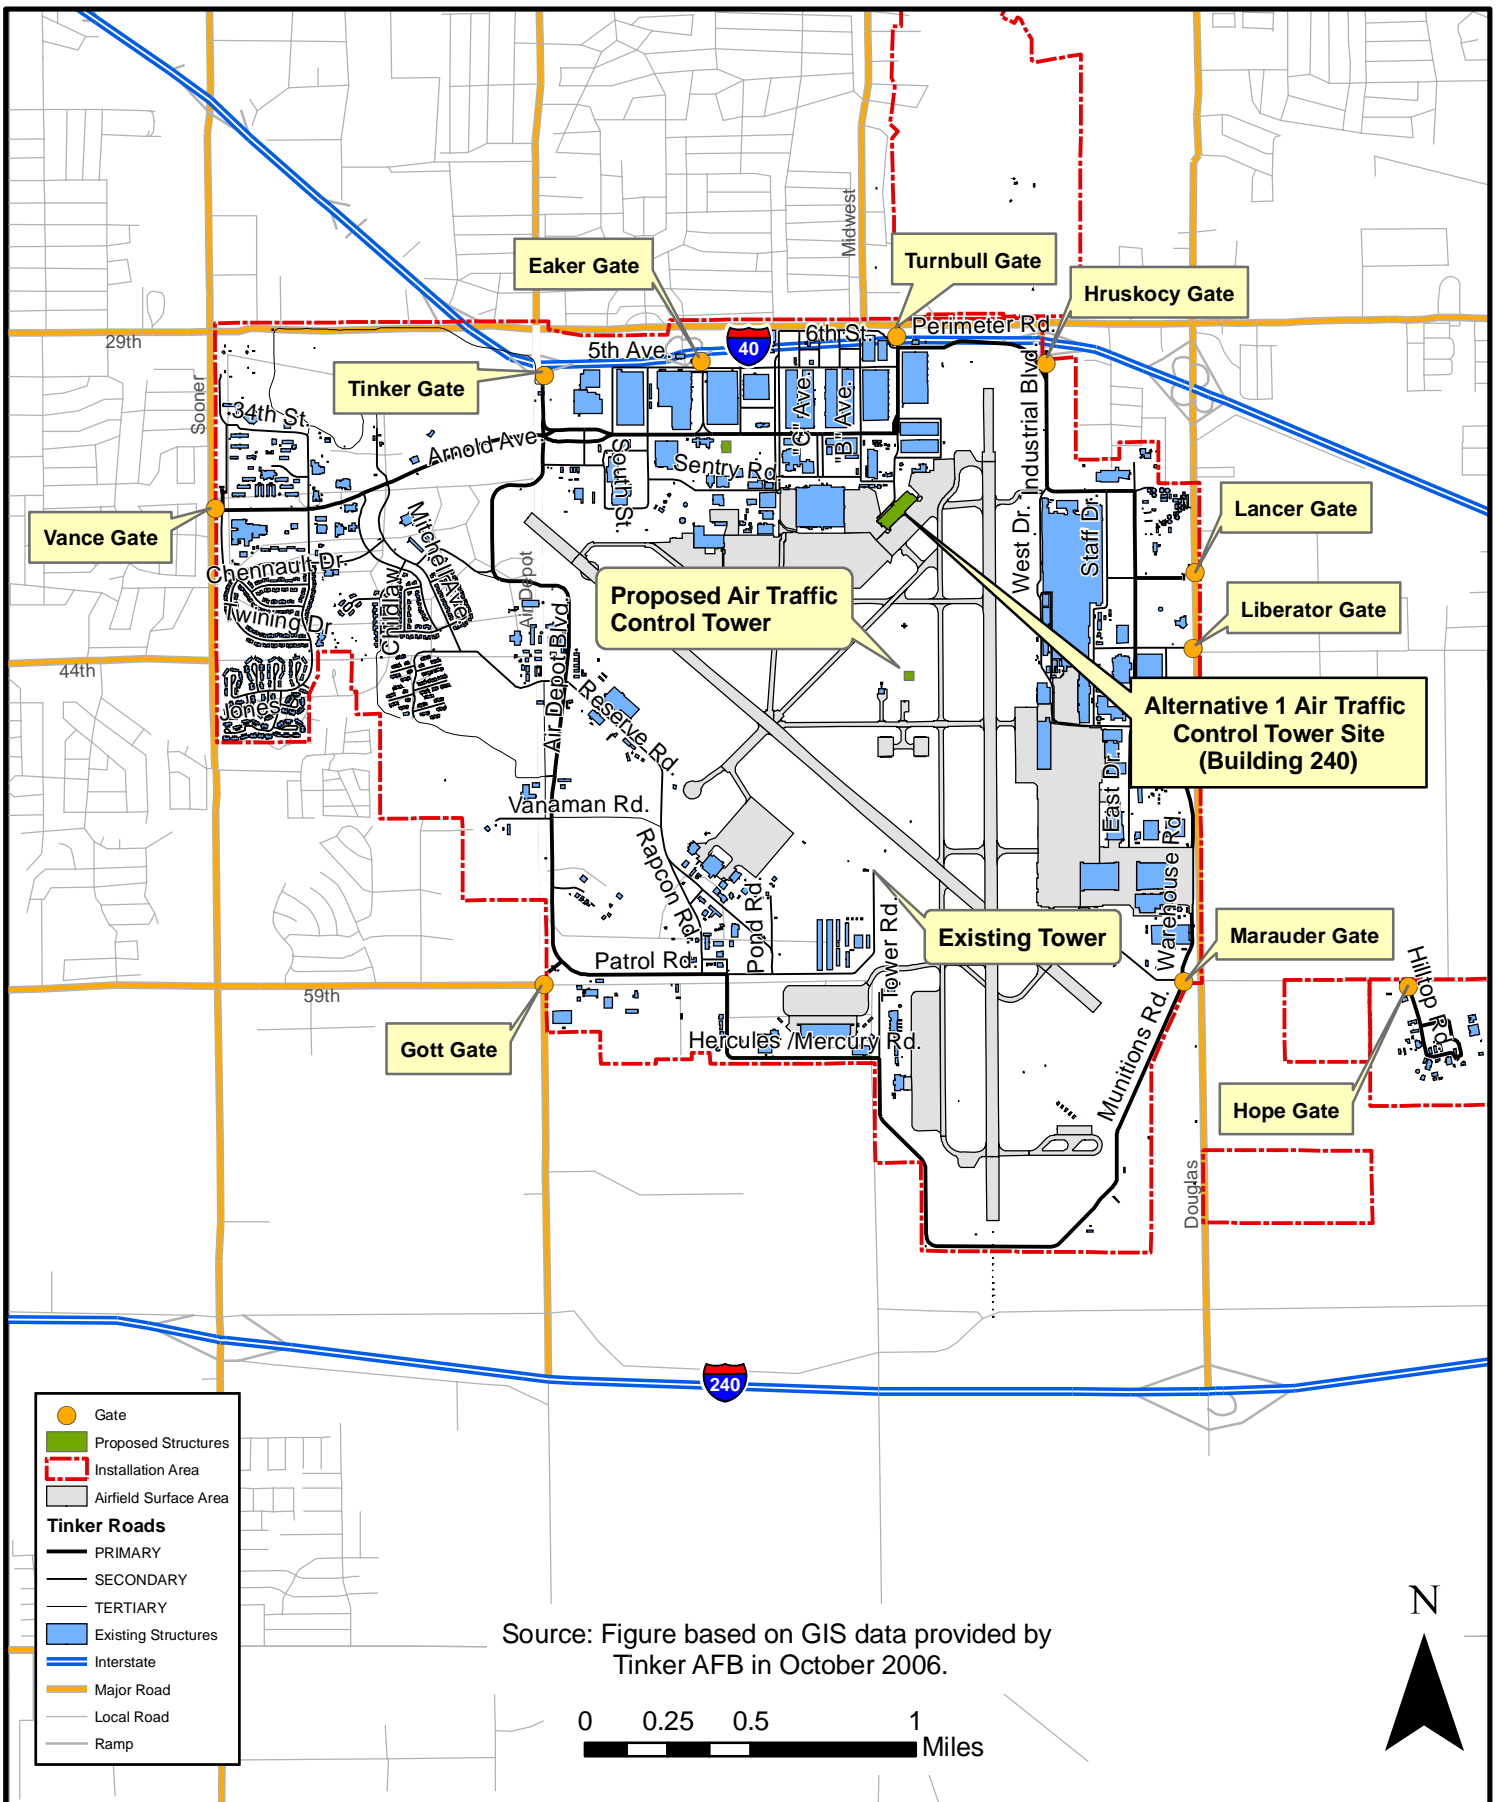 Midwest
Eaker Gate
Turnbull Gate
Hruskocy Gate
29th
5th Ave.
40
6th St.
Perimeter Rd.
Tinker Gate
Sooner
34th St.
Arnold Ave.
"C" Ave.
"B" Ave.
Industrial Blvd.
South St.
Sentry Rd
Vance Gate
Lancer Gate
Mitchell Ave.
Chennault Dr
Childlaw
Twining Dr
Air Depot
West Dr.
Staff Dr
Proposed Air Traffic
Control Tower
Liberator Gate
44th
Jones
Air Depot Blvd.
Reserve Rd.
Alternative 1 Air Traffic
Control Tower Site
(Building 240)
Vanaman Rd.
East Dr.
Rapcon Rd.
Pond Rd.
Tower Rd.
Existing Tower
Warehouse Rd.
Marauder Gate
Patrol Rd.
59th
Hilltop Rd.
Gott Gate
Hercules /Mercury Rd.
Munitions Rd.
Hope Gate
Douglas
240
Gate
Proposed Structures
Installation Area
Airfield Surface Area
Tinker Roads
PRIMARY
SECONDARY
TERTIARY
Existing Structures
Interstate
Major Road
Local Road
Ramp
Source: Figure based on GIS data provided by
Tinker AFB in October 2006.
0 0.25 0.5 1
Miles
N